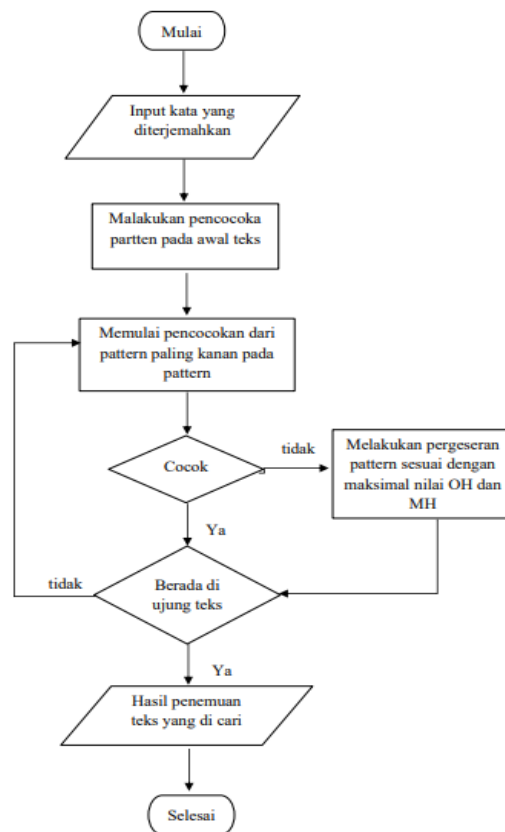 Mulai
Input kata yang
diterjemahkan
Malakukan pencocoka
partten pada awal teks
Memulai pencocokan dari
pattern paling kanan pada
pattern
Cocok
tidak
Melakukan pergeseran
pattern sesuai dengan
maksimal nilai OH dan
MH
Ya
tidak
Berada di
ujung teks
Ya
Hasil penemuan
teks yang di cari
Selesai